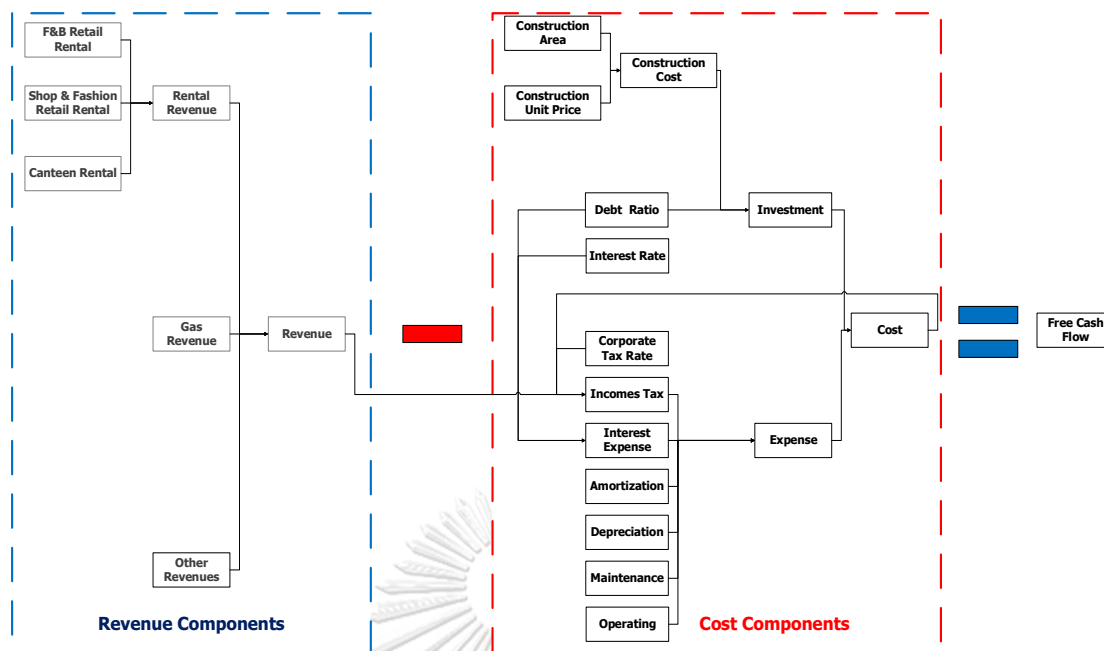 F&B Retail
Rental
Shop & Fashion
Retail Rental
Canteen Rental
Rental
Revenue
Gas
Revenue
Other
Revenues
Revenue
Revenue Components
Construction
Area
Construction
Unit Price
Construction
Cost
Debt Ratio
Interest Rate
Corporate
Tax Rate
Incomes Tax
Interest
Expense
Amortization
Depreciation
Maintenance
Operating
Investment
Expense
Cost
Cost Components
Free Cash
Flow